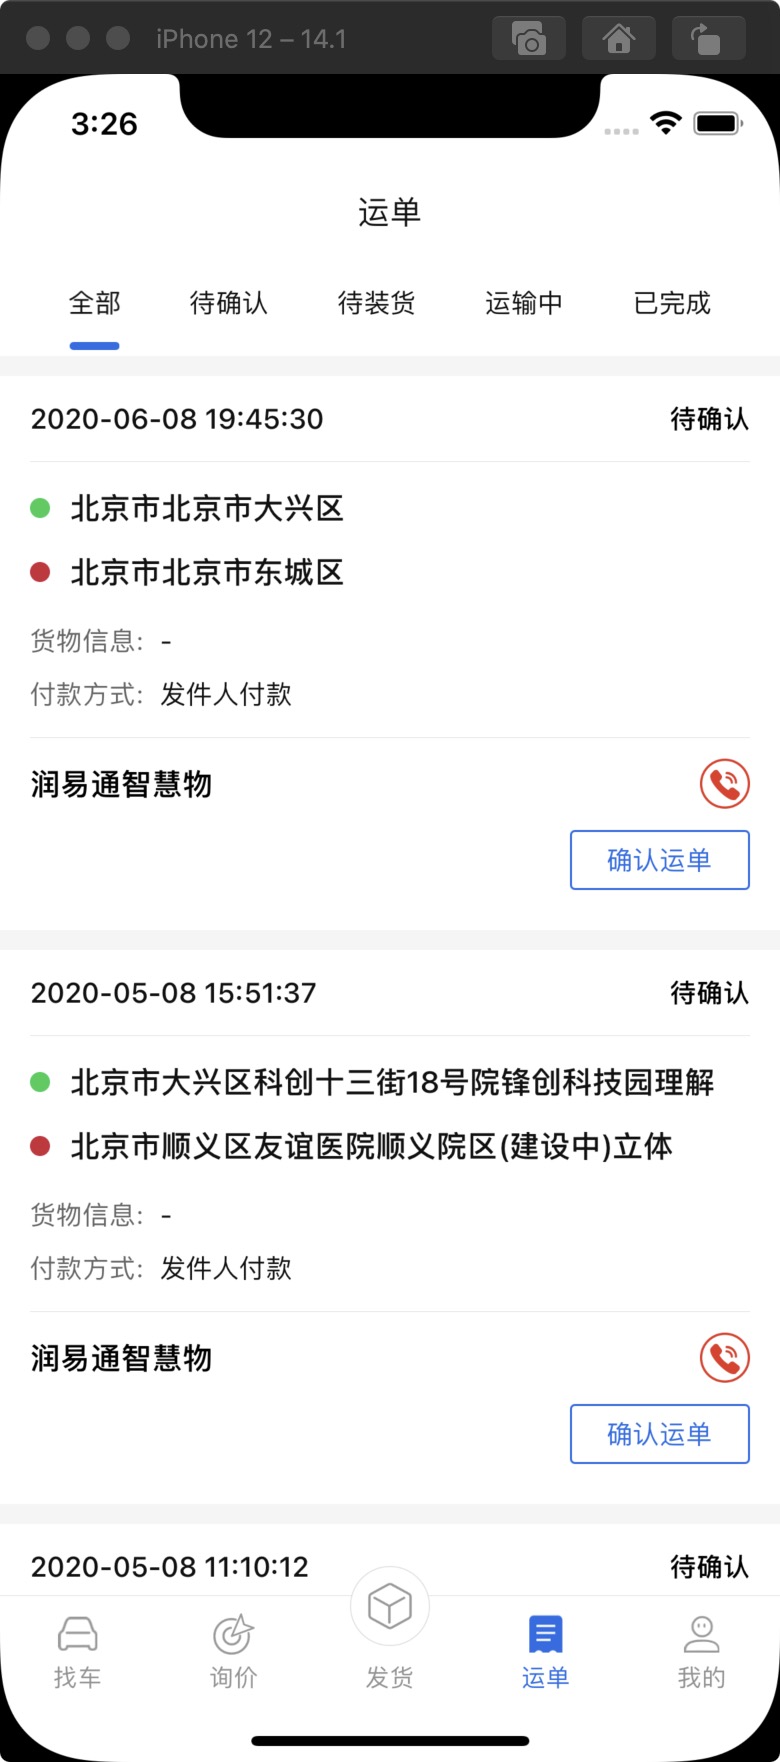 iPhone 12 – 14.1
3:26
运单
全部 待确认 待装货 运输中 已完成
2020-06-08 19:45:30 待确认
北京市北京市大兴区
北京市北京市东城区
货物信息: -
付款方式: 发件人付款
润易通智慧物
确认运单
2020-05-08 15:51:37 待确认
北京市大兴区科创十三街18号院锋创科技园理解
北京市顺义区友谊医院顺义院区(建设中)立体
货物信息: -
付款方式: 发件人付款
润易通智慧物
确认运单
2020-05-08 11:10:12 待确认
找车 询价 发货 运单 我的